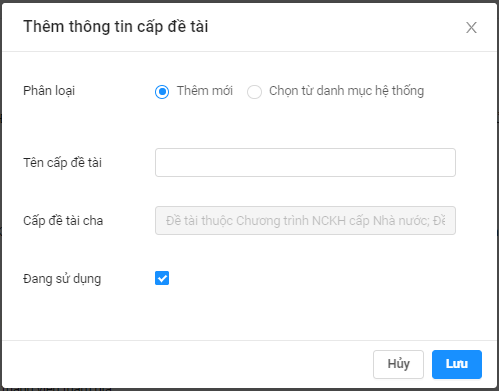 Thêm thông tin cấp đề tài
Phân loại
Thêm mới
Chọn từ danh mục hệ thống
Tên cấp đề tài
Cấp đề tài cha
Đề tài thuộc Chương trình NCKH cấp Nhà nước; Đề
Đang sử dụng
Hủy
Lưu